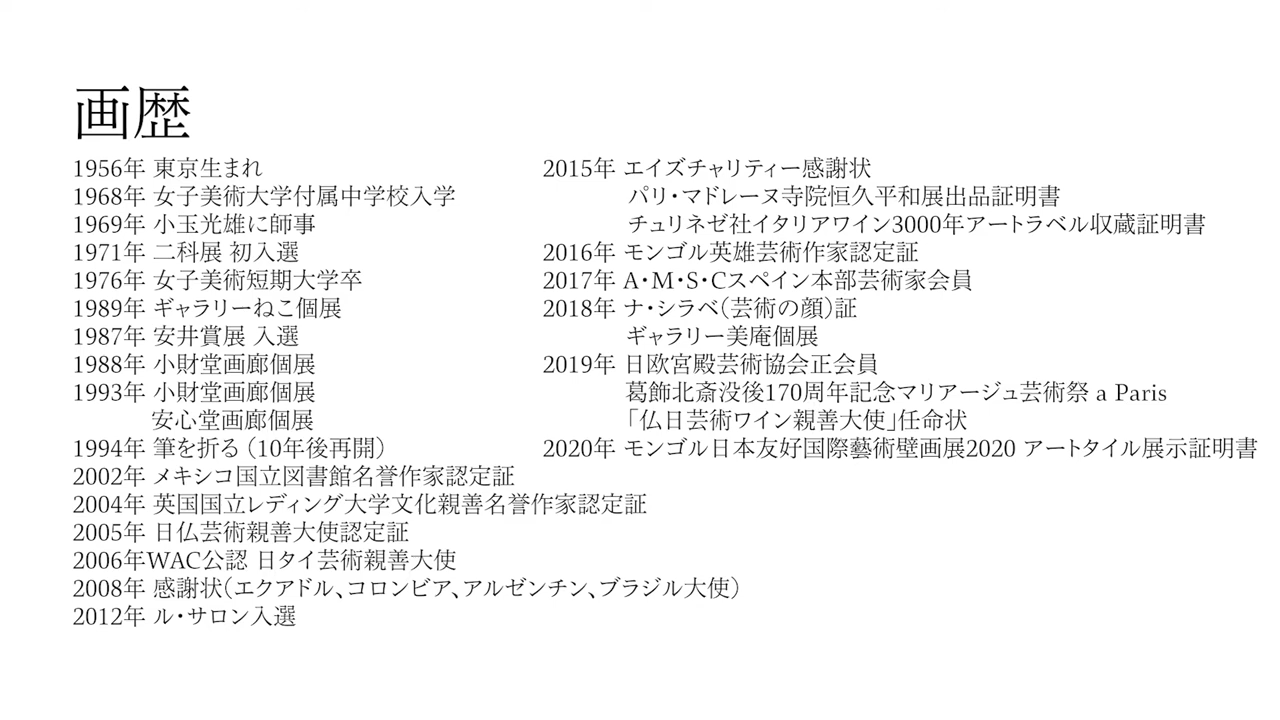 画歴
1956年 東京生まれ
1968年 女子美術大学付属中学校入学
1969年 小玉光雄に師事
1971年 二科展 初入選
1976年 女子美術短期大学卒
1989年 ギャラリーねこ個展
1987年 安井賞展 入選
1988年 小財堂画廊個展
1993年 小財堂画廊個展
安心堂画廊個展
1994年 筆を折る（10年後再開）
2002年 メキシコ国立図書館名誉作家認定証
2004年 英国国立レディング大学文化親善名誉作家認定証
2005年 日仏芸術親善大使認定証
2006年WAC公認 日タイ芸術親善大使
2008年 感謝状（エクアドル、コロンビア、アルゼンチン、ブラジル大使）
2012年 ル・サロン入選
2015年 エイズチャリティー感謝状
パリ・マドレーヌ寺院恒久平和展出品証明書
チュリネゼ社イタリアワイン3000年アートラベル収蔵証明書
2016年 モンゴル英雄芸術作家認定証
2017年 A・M・S・Cスペイン本部芸術家会員
2018年 ナ・シラベ（芸術の顔）証
ギャラリー美庵個展
2019年 日欧宮殿芸術協会正会員
葛飾北斎没後170周年記念マリアージュ芸術祭 a Paris
「仏日芸術ワイン親善大使」任命状
2020年 モンゴル日本友好国際藝術壁画展2020 アートタイル展示証明書